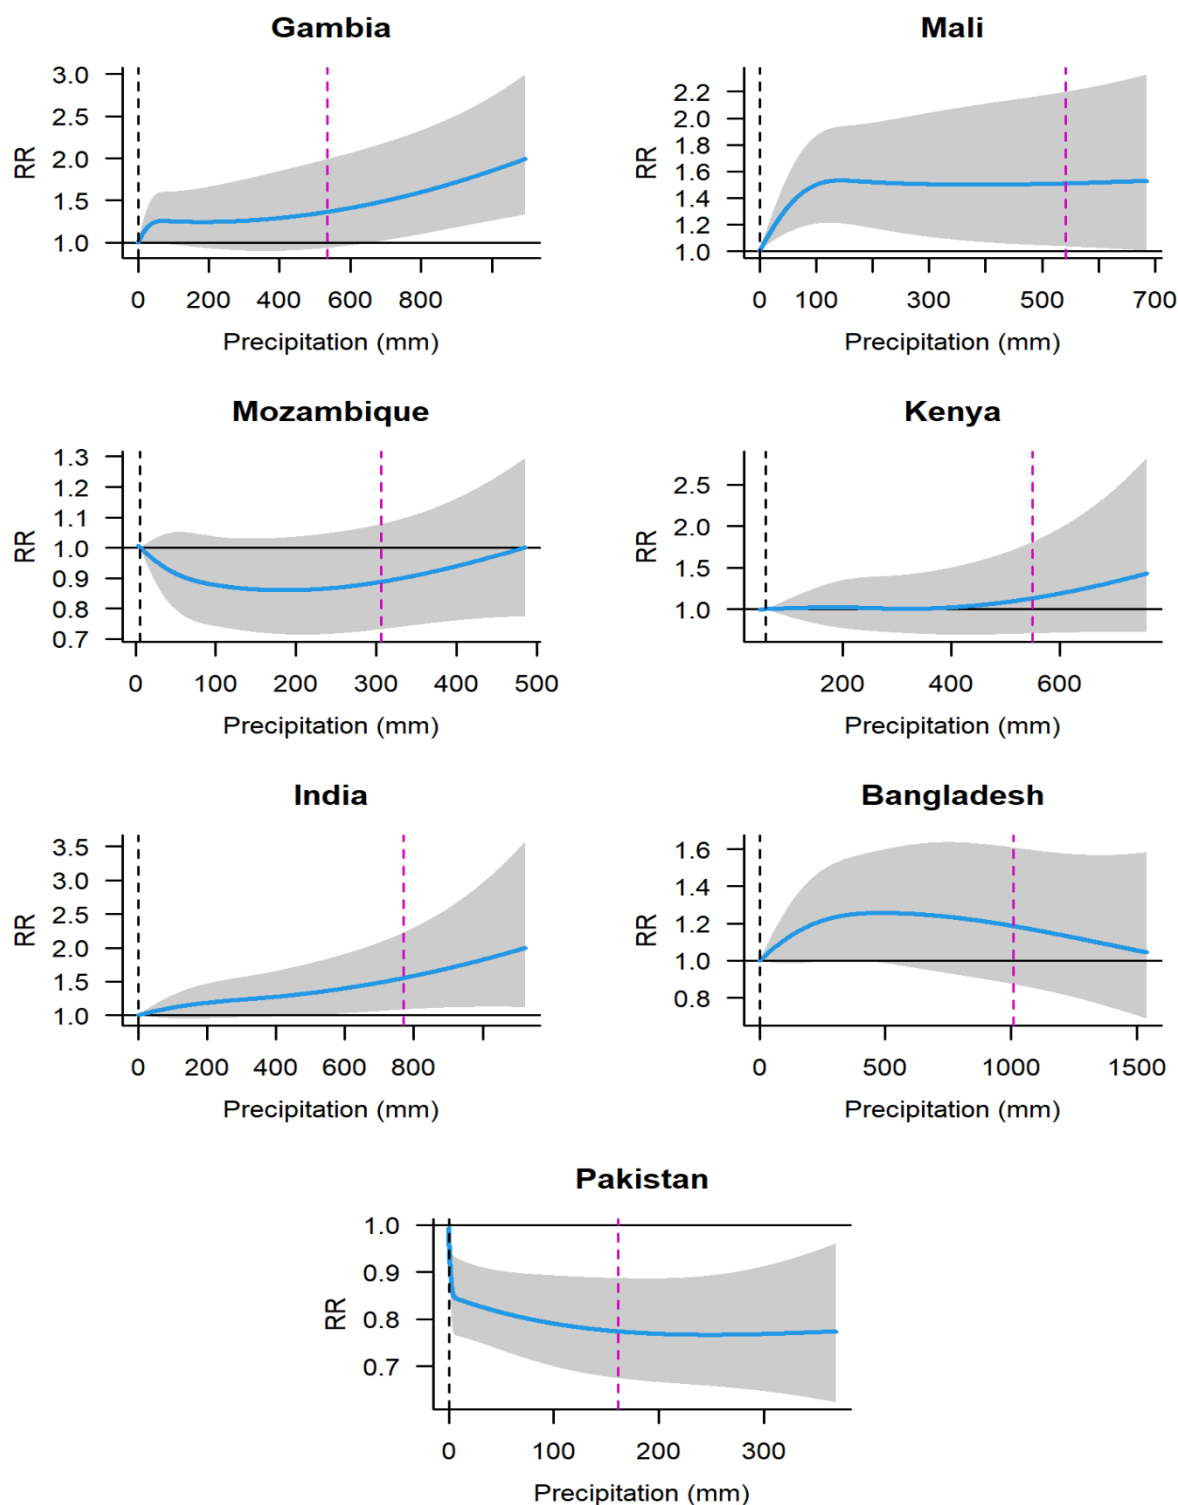 Gambia
3.0
2.5
2.0
1.5
1.0
RR
0 200 400 600 800
Precipitation (mm)
Mali
2.2
2.0
1.8
1.6
1.4
1.2
1.0
RR
0 100 300 500 700
Precipitation (mm)
Mozambique
1.3
1.2
1.1
1.0
0.9
0.8
0.7
RR
0 100 200 300 400 500
Precipitation (mm)
Kenya
2.5
2.0
1.5
1.0
RR
200 400 600
Precipitation (mm)
India
3.5
3.0
2.5
2.0
1.5
1.0
RR
0 200 400 600 800
Precipitation (mm)
Bangladesh
1.6
1.4
1.2
1.0
0.8
RR
0 500 1000 1500
Precipitation (mm)
Pakistan
1.0
0.9
0.8
0.7
RR
0 100 200 300
Precipitation (mm)